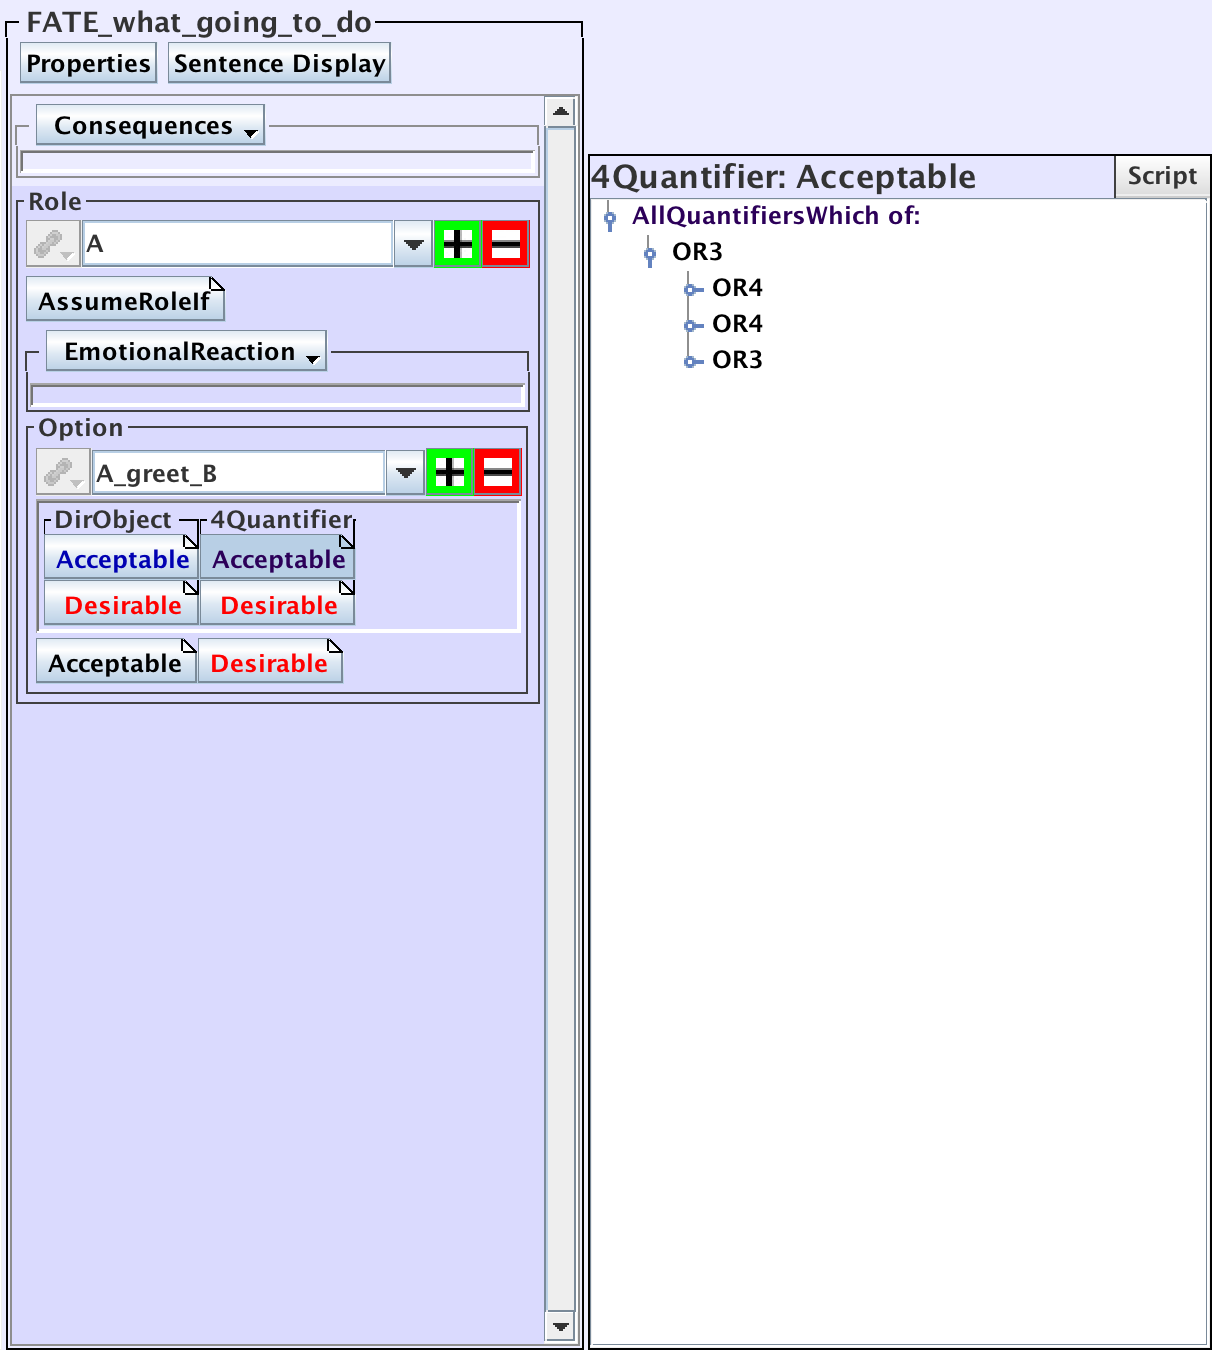 FATE_what_going_to_do
Properties Sentence Display
Consequences
Role
A
AssumeRoleIf
EmotionalReaction
Option
A_greet_B
DirObject 4Quantifier
Acceptable Acceptable
Desirable Desirable
Acceptable Desirable
4Quantifier: Acceptable Script
AllQuantifiersWhich of:
OR3
OR4
OR4
OR3